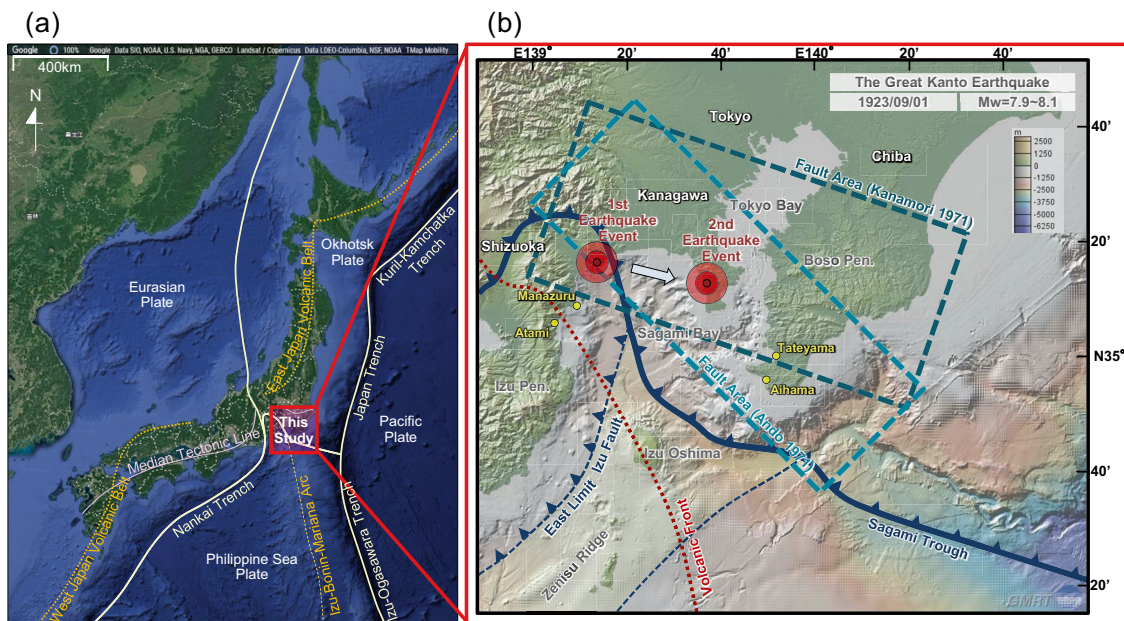 (a)
Google 100% Google Data SIO, NOAA, U.S. Navy, NGA, GEBCO Landsat / Copernicus Data LDEO-Columbia, NSF, NOAA TMap Mobility
400km
N
黑龙江
吉林
Okhotsk
Plate
Kuril-Kamchatka
Trench
Eurasian
Plate
East Japan Volcanic Belt
Japan Trench
Pacific
Plate
This
Study
Median Tectonic Line
West Japan Volcanic Belt
Nankai Trench
Philippine Sea
Plate
Izu-Bonin-Mariana Arc
Izu-Ogasawara Trench
(b)
E139°
20'
40'
E140°
20'
40'
The Great Kanto Earthquake
1923/09/01
Mw=7.9~8.1
m
2500
1250
0
-1250
-2500
-3750
-5000
-6250
40'
20'
N35°
40'
20'
Tokyo
Chiba
Fault Area (Kanamori 1971)
Kanagawa
Tokyo Bay
1st
Earthquake
Event
2nd
Earthquake
Event
Shizuoka
Boso Pen.
Manazuru
Atami
Sagami Bay
Tateyama
Aihama
Izu Pen.
Fault Area (Ando 1971)
Izu Oshima
East Limit Izu Fault
Zenisu Ridge
Volcanic Front
Sagami Trough
GMRT